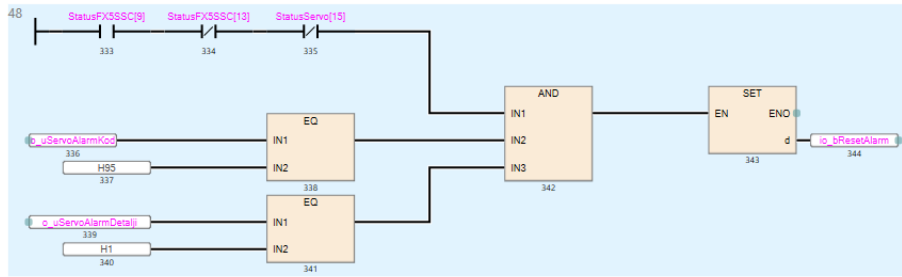 48
StatusFX5SSC[9] StatusFX5SSC[13] StatusServo[15]
333 334 335
AND SET
IN1 EN ENO
EQ
o_uServoAlarmKod IN1 IN2 d io_bResetAlarm
336 343 344
H95 IN2 IN3
337 338 342
EQ
o_uServoAlarmDetalji IN1
339
H1 IN2
340 341